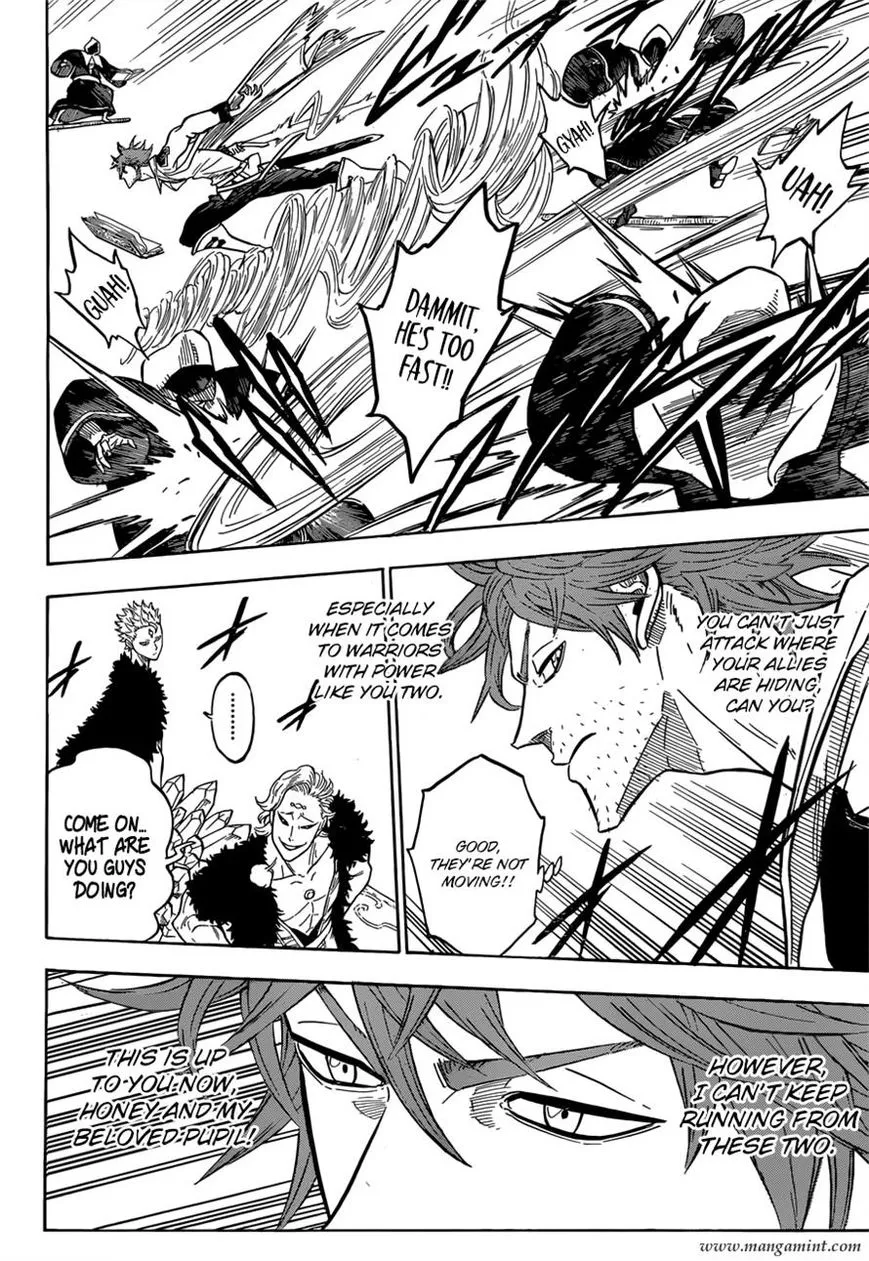 UAH!
GYAH!
DAMMIT,
HE'S TOO
FAST!!
GUAH!
YOU CAN'T JUST
ATTACK WHERE
YOUR ALLIES
ARE HIDING,
CAN YOU?
ESPECIALLY
WHEN IT COMES
TO WARRIORS
WITH POWER
LIKE YOU TWO.
GOOD,
THEY'RE NOT
MOVING!!
........
COME ON...
WHAT ARE
YOU GUYS
DOING?
HOWEVER,
I CAN'T KEEP
RUNNING FROM
THESE TWO.
THIS IS UP
TO YOU NOW,
HONEY AND MY
BELOVED PUPIL!
www.mangamint.com